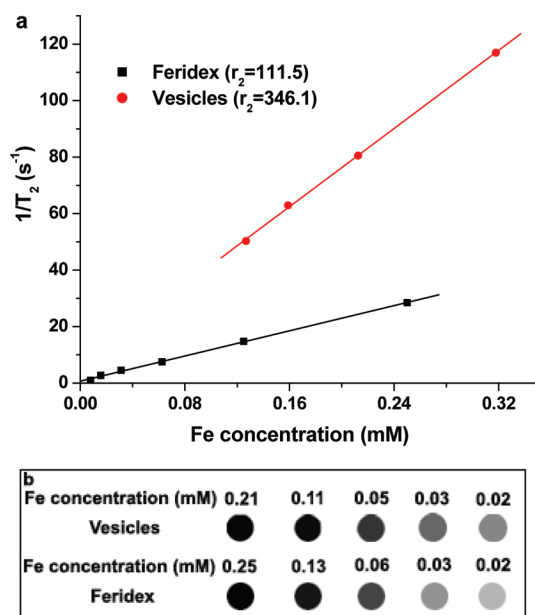 a
Feridex (r₂=111.5)
Vesicles (r₂=346.1)
1/T₂ (s⁻¹)
120
100
80
60
40
20
0
0.00 0.08 0.16 0.24 0.32
Fe concentration (mM)
b
Fe concentration (mM) 0.21 0.11 0.05 0.03 0.02
Vesicles
Fe concentration (mM) 0.25 0.13 0.06 0.03 0.02
Feridex